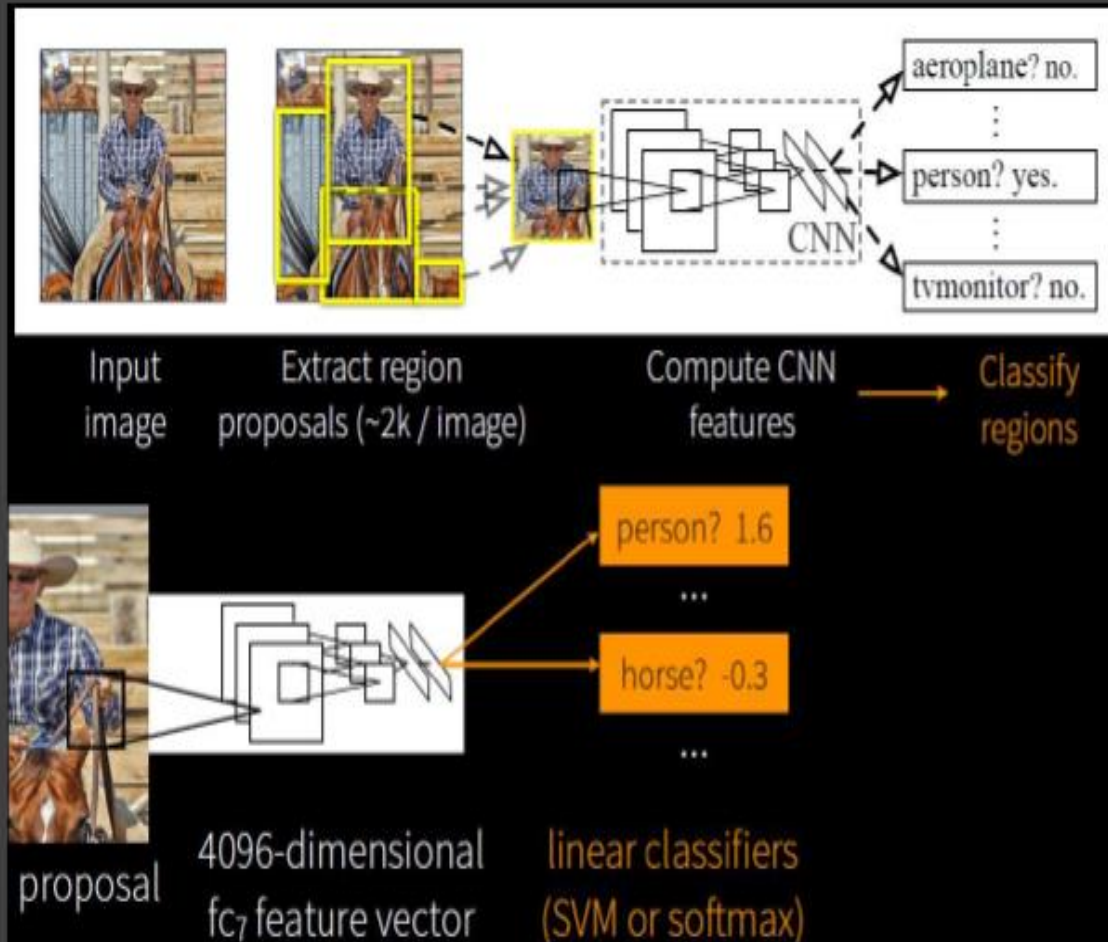 aeroplane? no.
⋮
person? yes.
⋮
tvmonitor? no.
CNN
Input
image
Extract region
proposals (~2k / image)
Compute CNN
features
Classify
regions
person? 1.6
...
horse? -0.3
...
proposal
4096-dimensional
fc₇ feature vector
linear classifiers
(SVM or softmax)